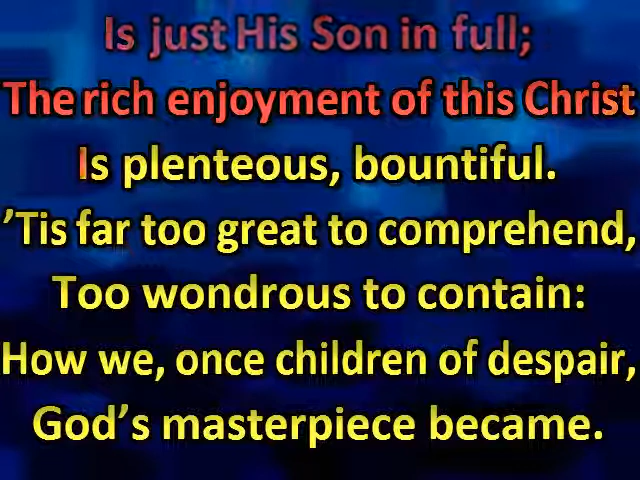 Is just His Son in full;
The rich enjoyment of this Christ
Is plenteous, bountiful.
’Tis far too great to comprehend,
Too wondrous to contain:
How we, once children of despair,
God’s masterpiece became.